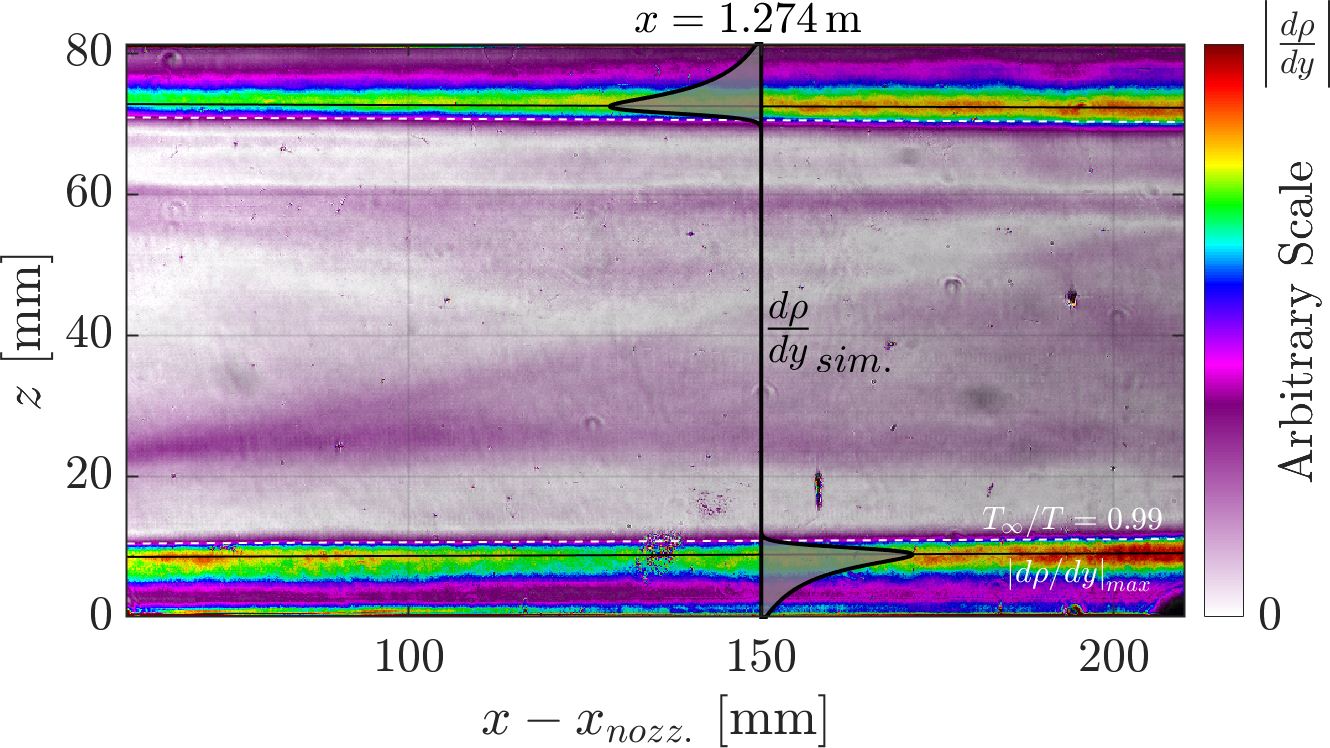 x = 1.274 m
|dρ/dy|
80
60
40
20
0
z [mm]
dρ/dy sim.
T∞/T = 0.99
|dρ/dy|max
100
150
200
x − xnozz. [mm]
Arbitrary Scale
0